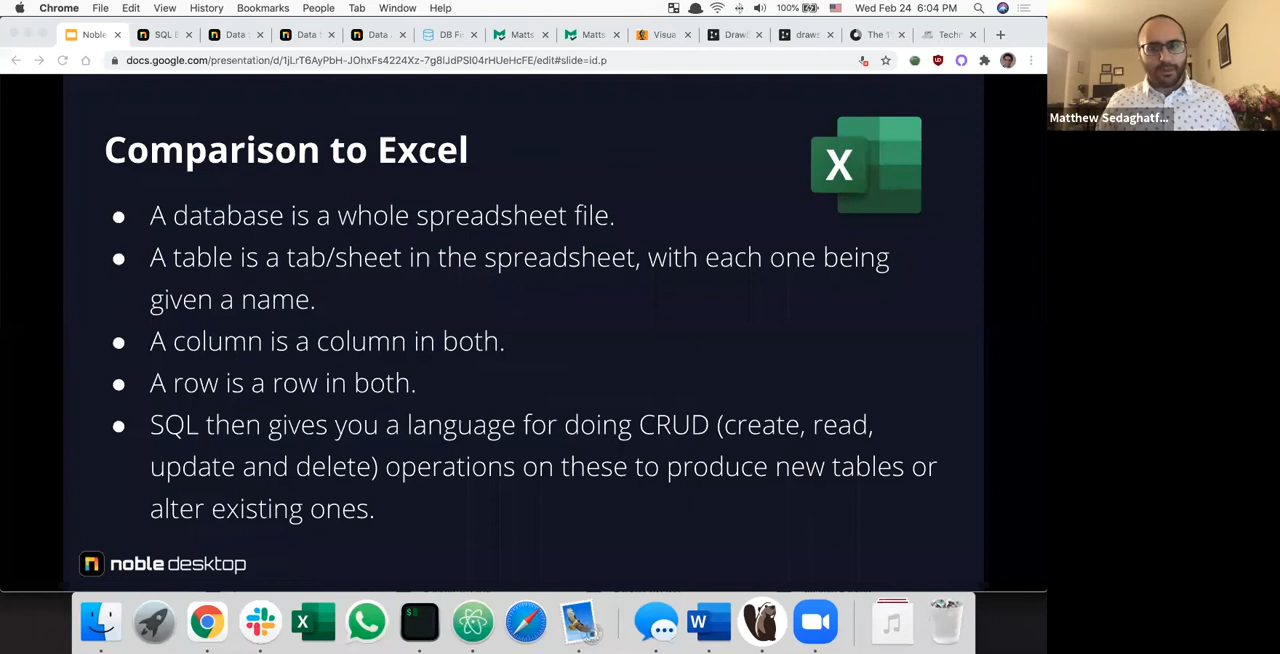 Chrome File Edit View History Bookmarks People Tab Window Help 100% Wed Feb 24 6:04 PM
Noble SQL E Data Data Data DB Fe Matts Matts Visua Draw draws The T Techn
docs.google.com/presentation/d/1jLrT6AyPbH-JOhxFs4224Xz-7g8lJdPSI04rHUeHcFE/edit#slide=id.p
Matthew Sedaghatf...
Comparison to Excel
X
● A database is a whole spreadsheet file.
● A table is a tab/sheet in the spreadsheet, with each one being
given a name.
● A column is a column in both.
● A row is a row in both.
● SQL then gives you a language for doing CRUD (create, read,
update and delete) operations on these to produce new tables or
alter existing ones.
noble desktop
X W